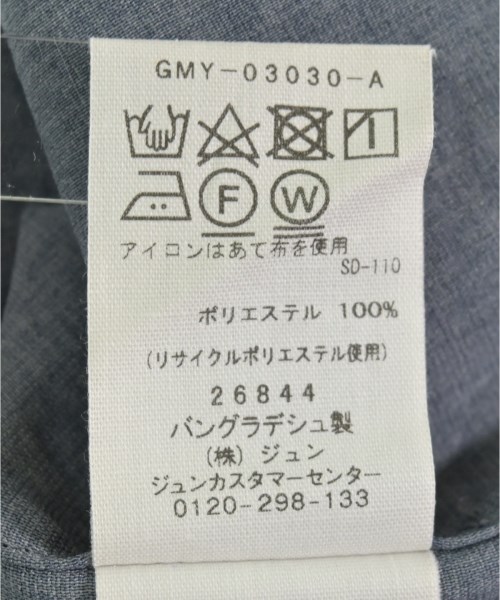 GMY-03030-A
F W
アイロンはあて布を使用
SD-110
ポリエステル 100%
(リサイクルポリエステル使用)
26844
バングラデシュ製
(株) ジュン
ジュンカスタマーセンター
0120-298-133